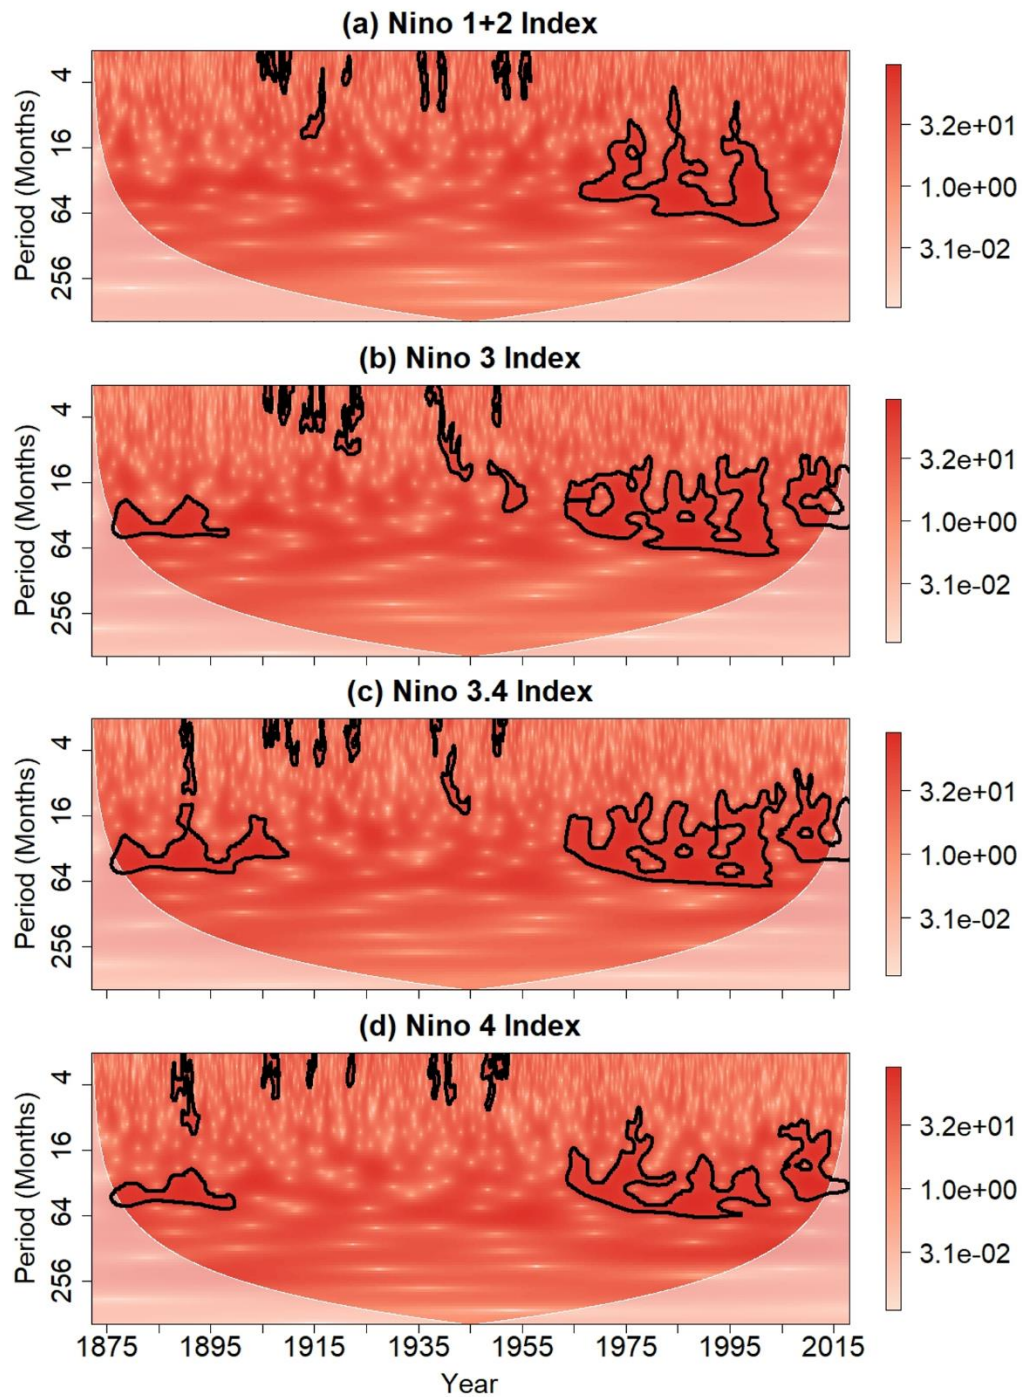 (a) Nino 1+2 Index
Period (Months)
4
16
64
256
3.2e+01
1.0e+00
3.1e-02
(b) Nino 3 Index
Period (Months)
4
16
64
256
3.2e+01
1.0e+00
3.1e-02
(c) Nino 3.4 Index
Period (Months)
4
16
64
256
3.2e+01
1.0e+00
3.1e-02
(d) Nino 4 Index
Period (Months)
4
16
64
256
3.2e+01
1.0e+00
3.1e-02
1875 1895 1915 1935 1955 1975 1995 2015
Year